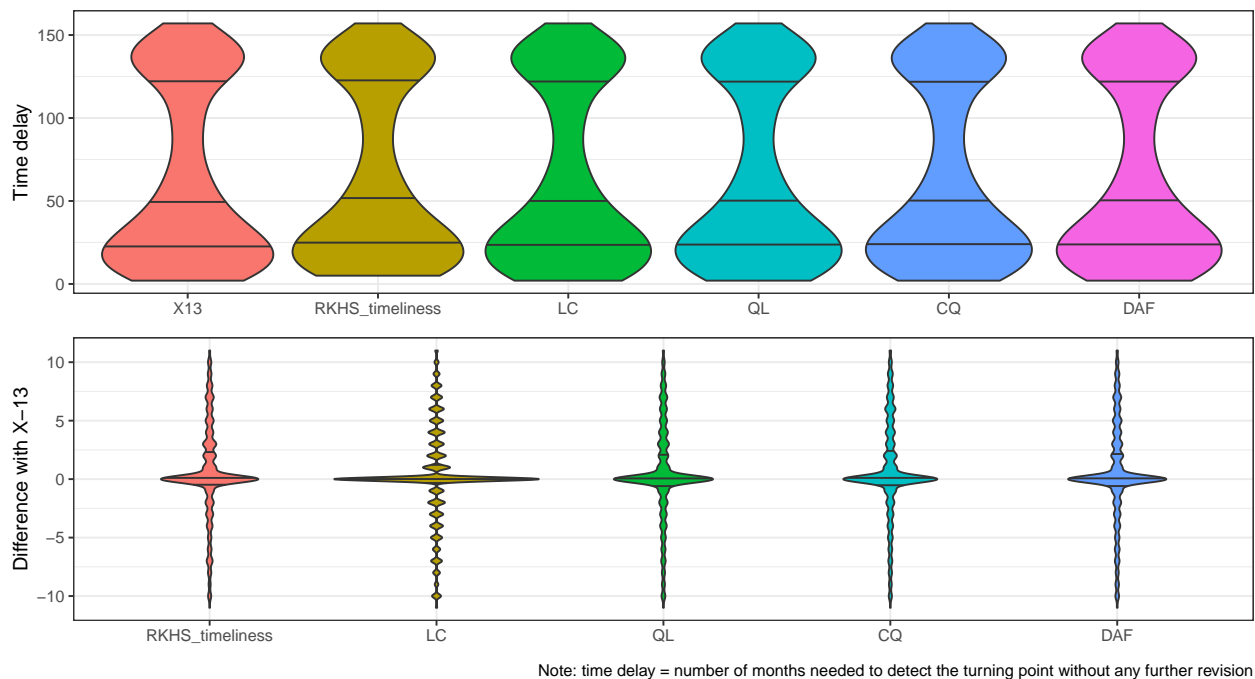 Time delay
150
100
50
0
X13 RKHS_timeliness LC QL CQ DAF
Difference with X−13
10
5
0
−5
−10
RKHS_timeliness LC QL CQ DAF
Note: time delay = number of months needed to detect the turning point without any further revision